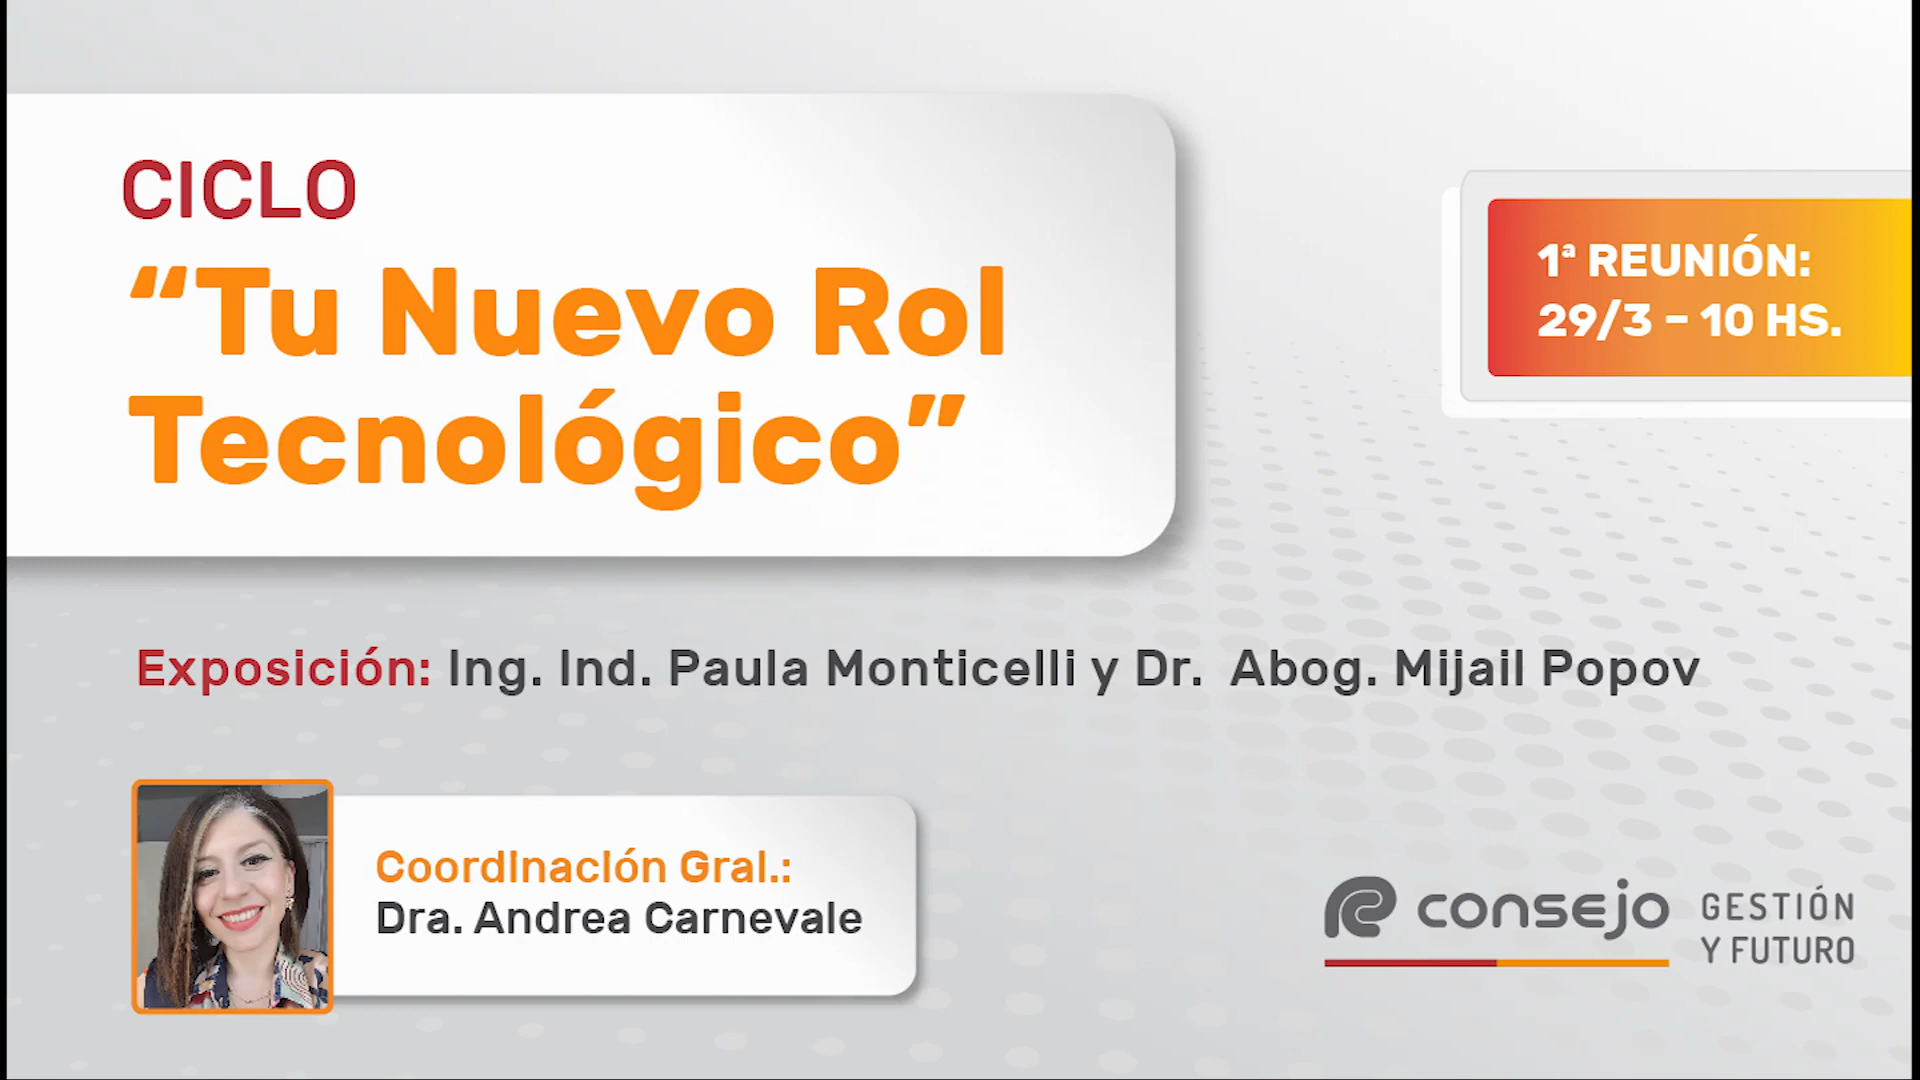 CICLO
“Tu Nuevo Rol
Tecnológico”
1ª REUNIÓN:
29/3 – 10 HS.
Exposición: Ing. Ind. Paula Monticelli y Dr. Abog. Mijail Popov
Coordinación Gral.:
Dra. Andrea Carnevale
consejo
GESTIÓN
Y FUTURO